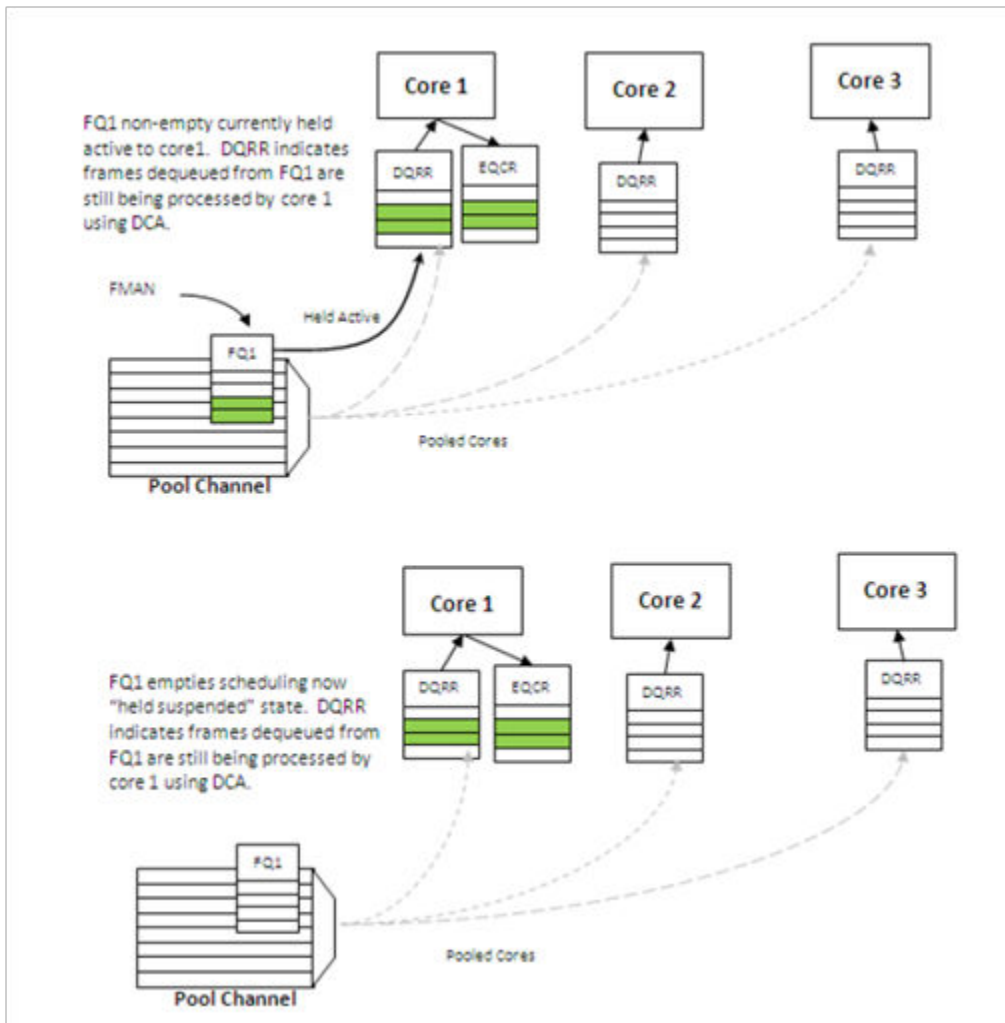 Core 1
Core 2
Core 3
FQ1 non-empty currently held
active to core1. DQRR indicates
frames dequeued from FQ1 are
still being processed by core 1
using DCA.
DQRR
EQCR
DQRR
DQRR
FMAN
Held Active
FQ1
Pooled Cores
Pool Channel
Core 1
Core 2
Core 3
FQ1 empties scheduling now
"held suspended" state. DQRR
indicates frames dequeued from
FQ1 are still being processed by
core 1 using DCA.
DQRR
EQCR
DQRR
DQRR
FQ1
Pooled Cores
Pool Channel